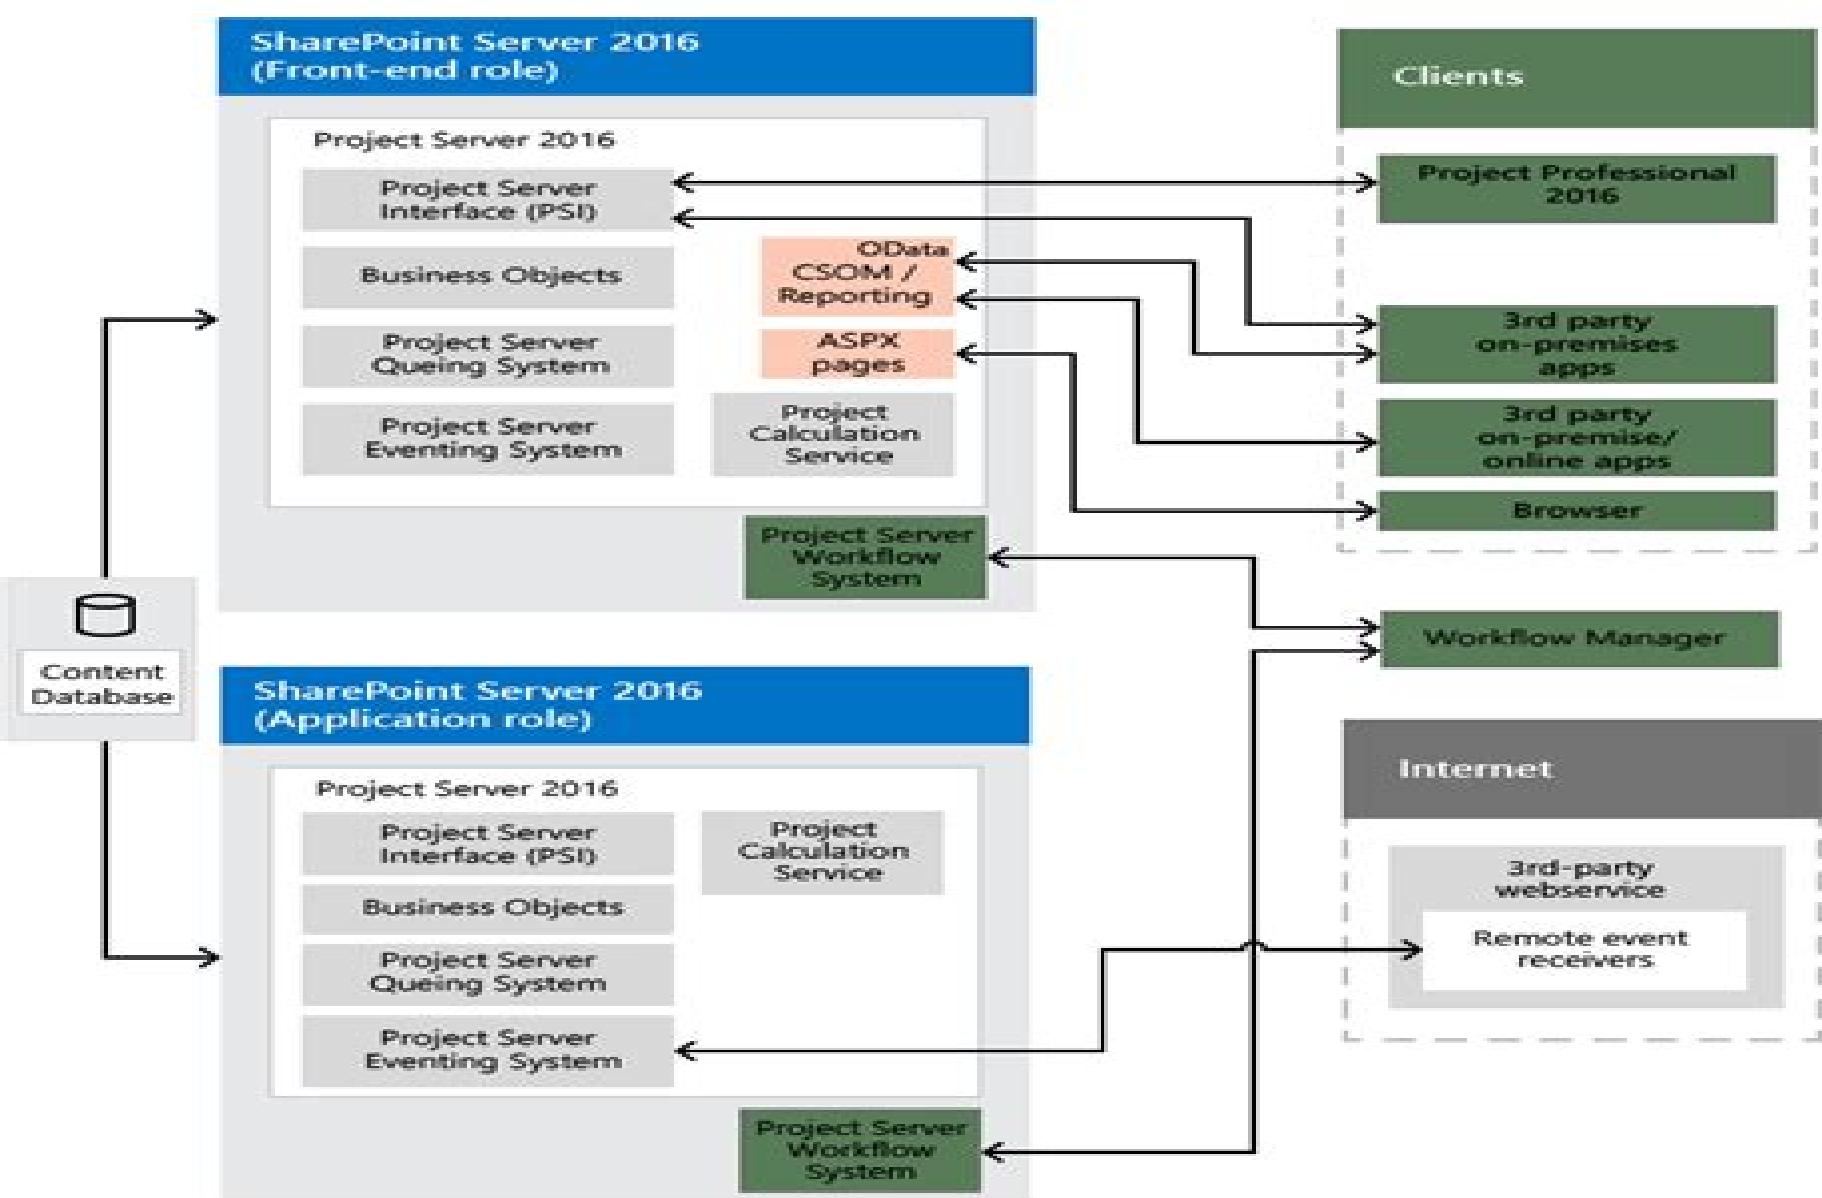 SharePoint Server 2016
(Front-end role)
Project Server 2016
Project Server
Interface (PSI)
Business Objects
Project Server
Queing System
Project Server
Eventing System
OData
CSOM /
Reporting
ASPX
pages
Project
Calculation
Service
Project Server
Workflow
System
Clients
Project Professional
2016
3rd party
on-premises
apps
3rd party
on-premise/
online apps
Browser
Workflow Manager
Content
Database
SharePoint Server 2016
(Application role)
Project Server 2016
Project Server
Interface (PSI)
Business Objects
Project Server
Queing System
Project Server
Eventing System
Project
Calculation
Service
Project Server
Workflow
System
Internet
3rd-party
webservice
Remote event
receivers